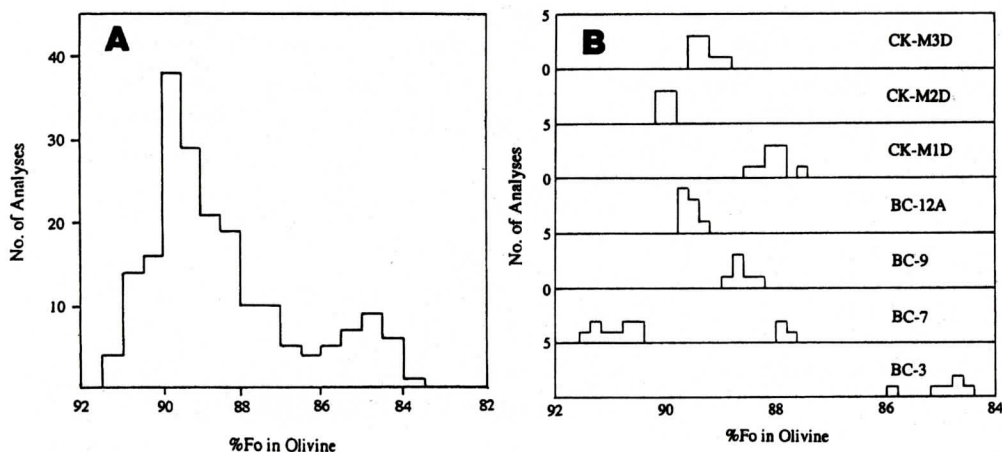 A
No. of Analyses
40
30
20
10
92
90
88
86
84
82
%Fo in Olivine
B
No. of Analyses
5
0
5
0
5
0
5
CK-M3D
CK-M2D
CK-M1D
BC-12A
BC-9
BC-7
BC-3
92
90
88
86
84
%Fo in Olivine